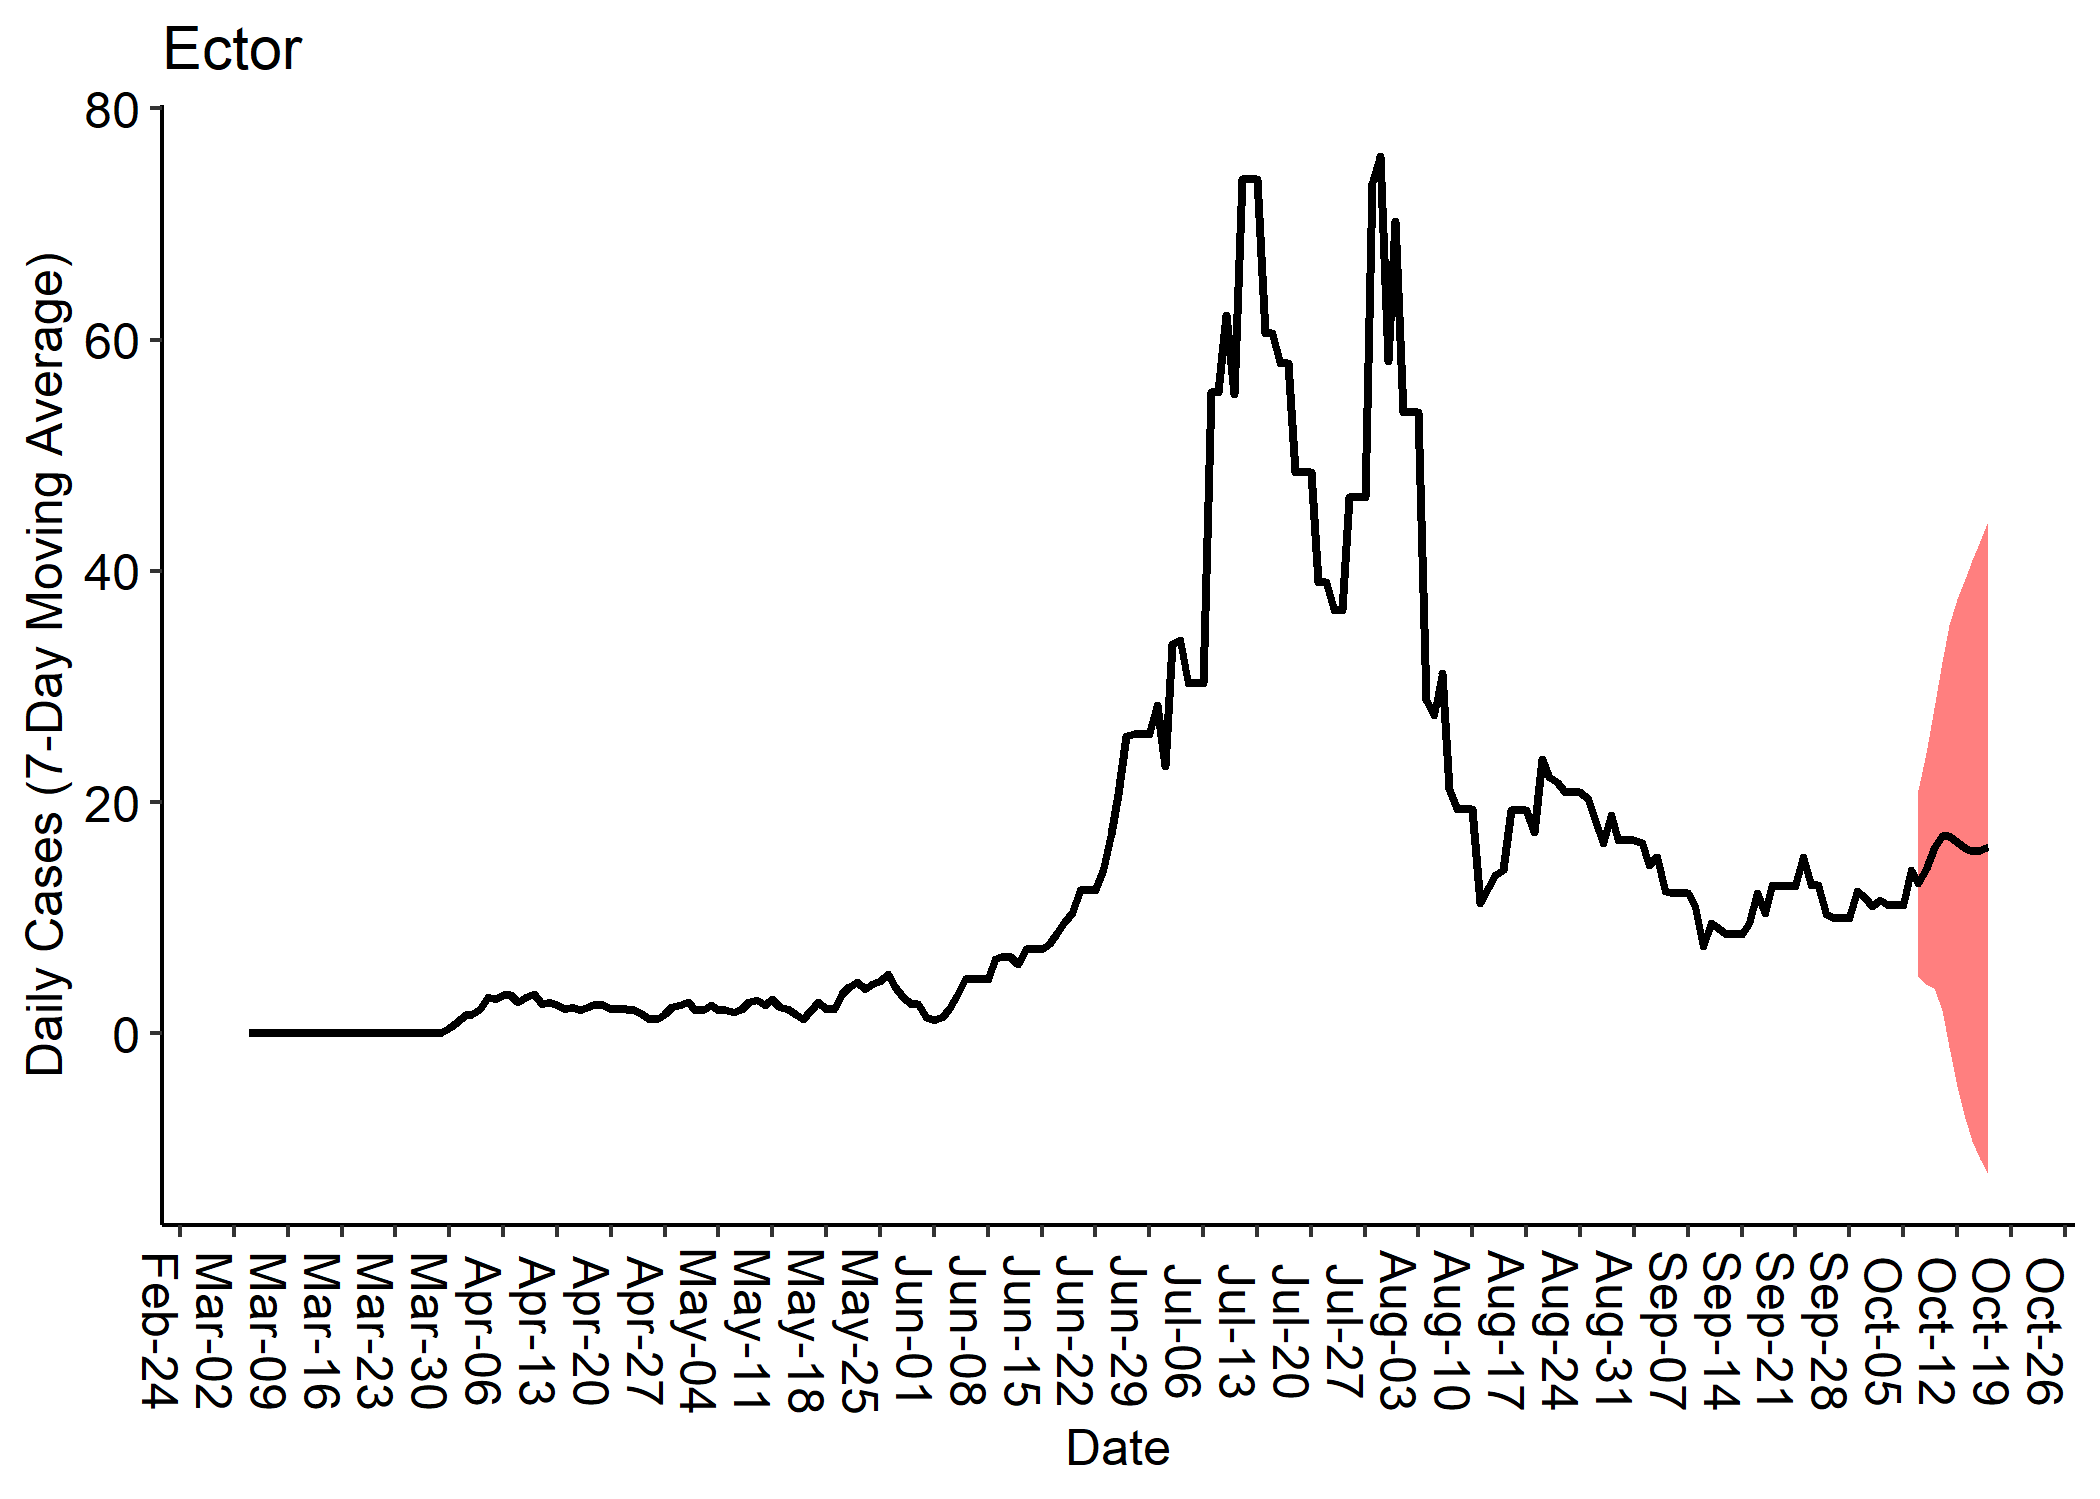 Ector
Daily Cases (7-Day Moving Average)
80
60
40
20
0
Feb-24
Mar-02
Mar-09
Mar-16
Mar-23
Mar-30
Apr-06
Apr-13
Apr-20
Apr-27
May-04
May-11
May-18
May-25
Jun-01
Jun-08
Jun-15
Jun-22
Jun-29
Jul-06
Jul-13
Jul-20
Jul-27
Aug-03
Aug-10
Aug-17
Aug-24
Aug-31
Sep-07
Sep-14
Sep-21
Sep-28
Oct-05
Oct-12
Oct-19
Oct-26
Date